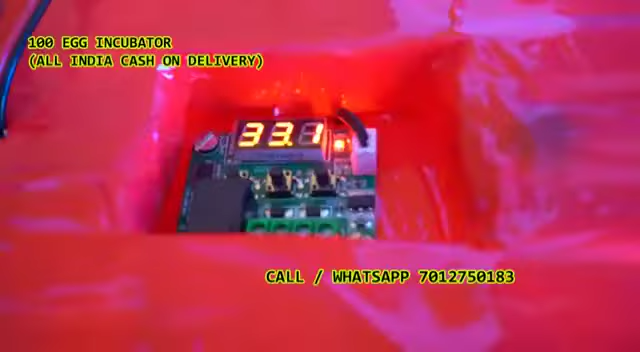 100 EGG INCUBATOR
(ALL INDIA CASH ON DELIVERY)
33.1
CALL / WHATSAPP 7012750183